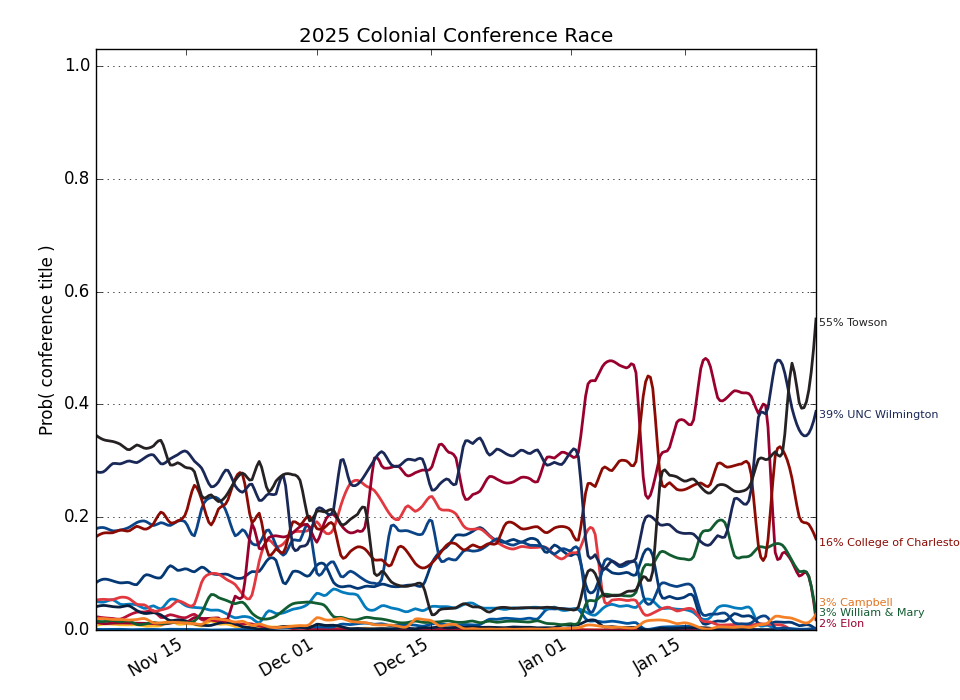 2025 Colonial Conference Race
Prob( conference title )
1.0
0.8
0.6
0.4
0.2
0.0
Nov 15
Dec 01
Dec 15
Jan 01
Jan 15
55% Towson
39% UNC Wilmington
16% College of Charlesto
3% Campbell
3% William & Mary
2% Elon